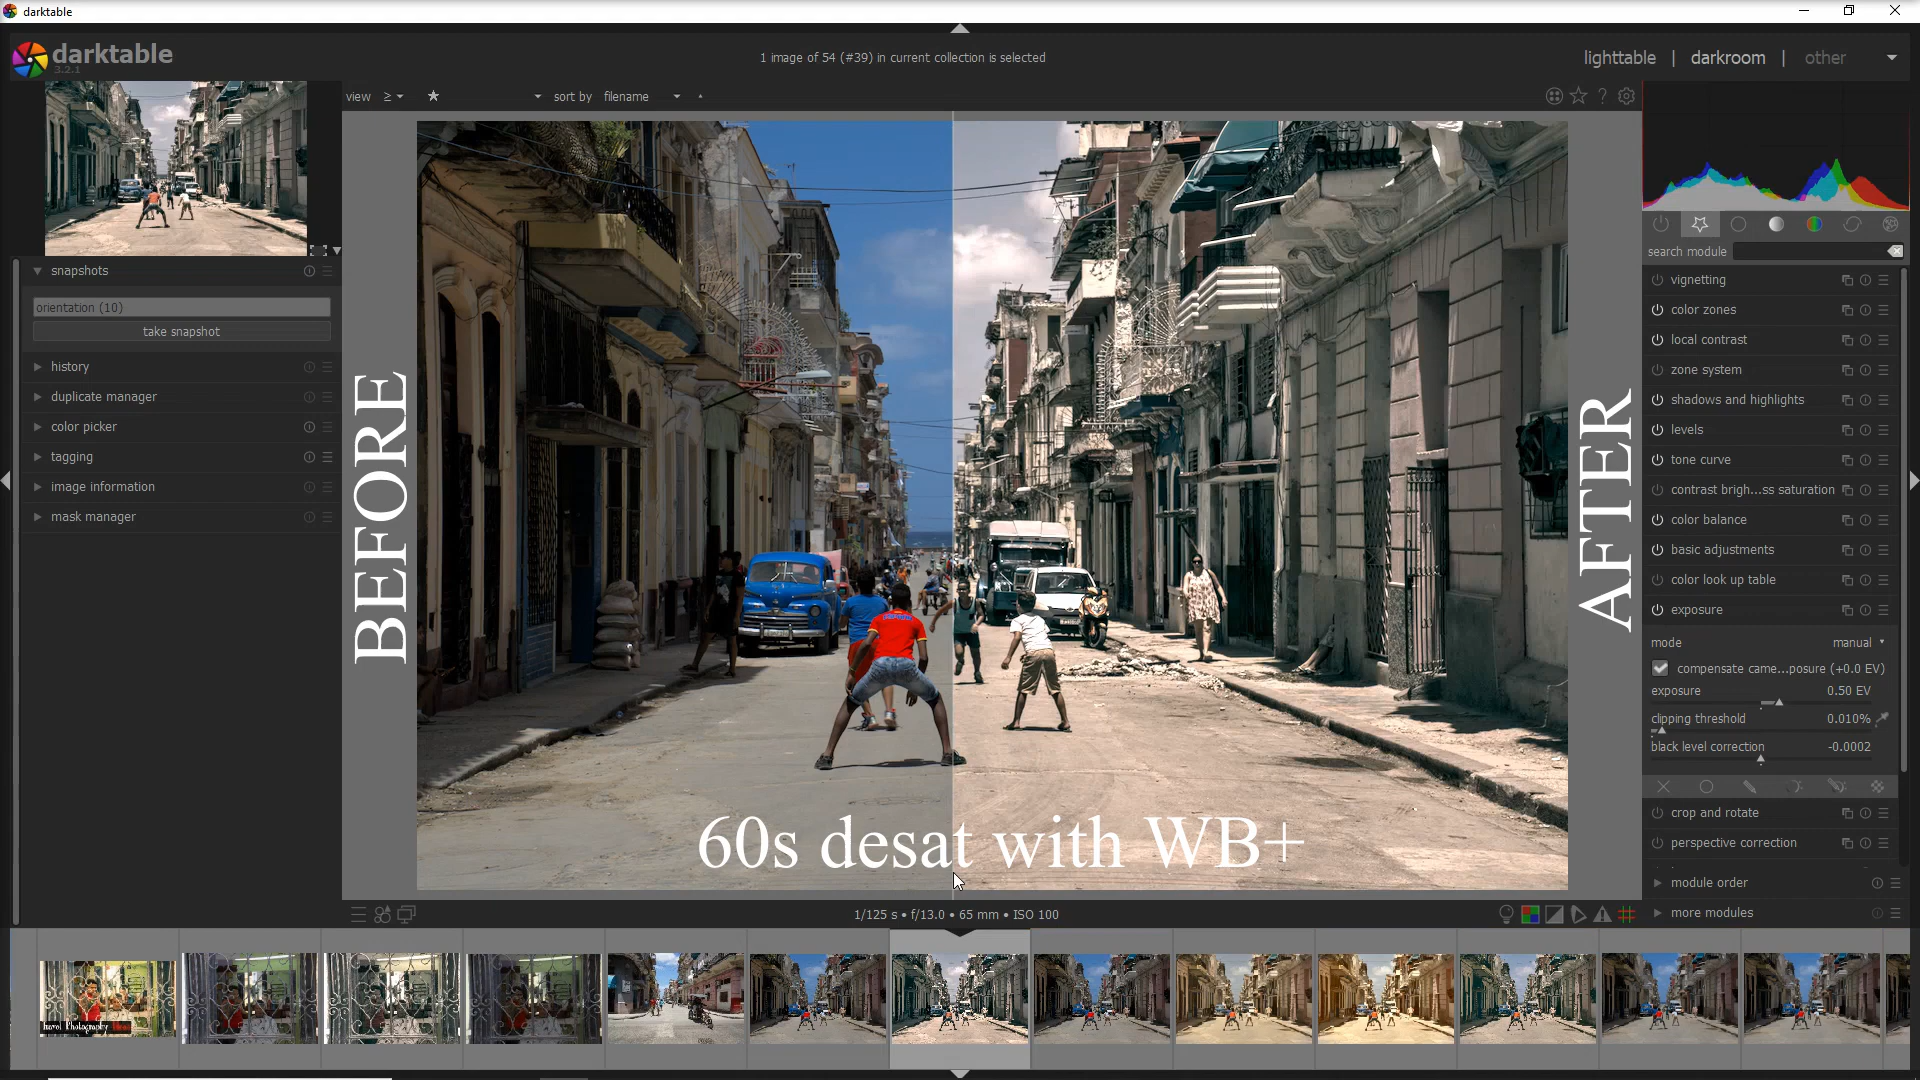 darktable
darktable
3.2.1
1 image of 54 (#39) in current collection is selected
lighttable | darkroom | other
view ≥ ★ sort by filename
snapshots
orientation (10)
take snapshot
history
duplicate manager
color picker
tagging
image information
mask manager
BEFORE
AFTER
60s desat with WB+
search module
vignetting
color zones
local contrast
zone system
shadows and highlights
levels
tone curve
contrast brigh...ss saturation
color balance
basic adjustments
color look up table
exposure
mode manual
compensate came...posure (+0.0 EV)
exposure 0.50 EV
clipping threshold 0.010%
black level correction -0.0002
crop and rotate
perspective correction
module order
more modules
1/125 s • f/13.0 • 65 mm • ISO 100
Travel Photography